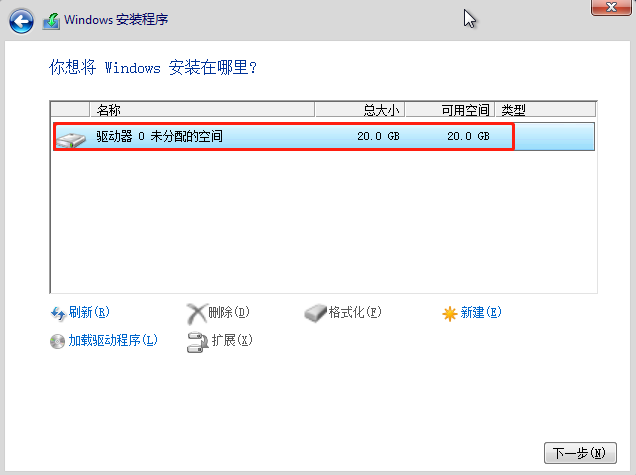 Windows 安装程序
你想将 Windows 安装在哪里?
名称 总大小 可用空间 类型
驱动器 0 未分配的空间 20.0 GB 20.0 GB
刷新(R) 删除(D) 格式化(F) 新建(E)
加载驱动程序(L) 扩展(X)
下一步(N)